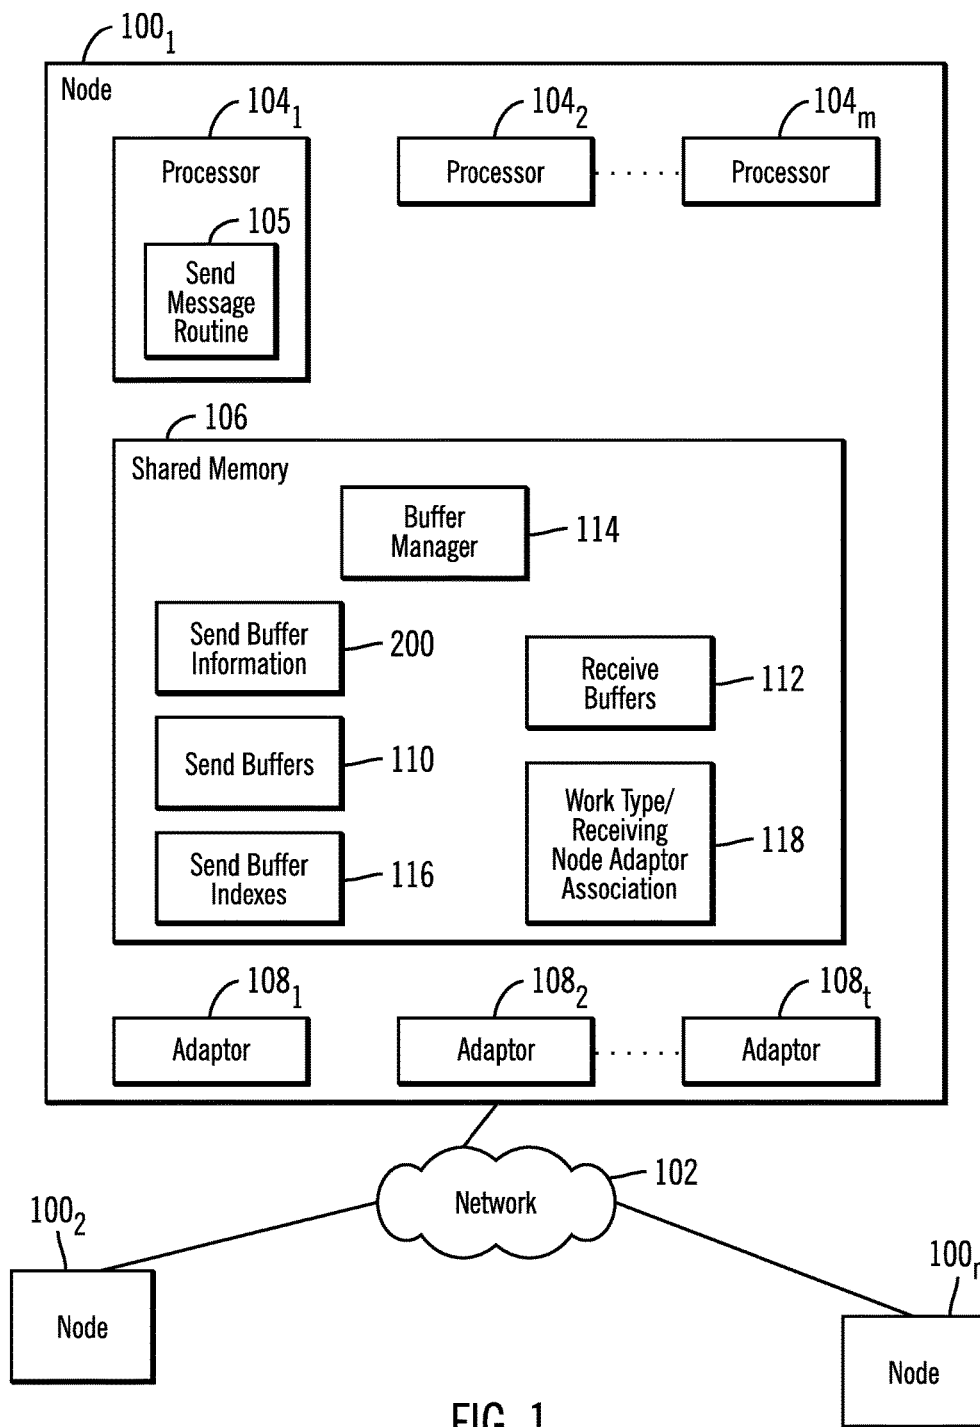 100₁
Node
104₁
104₂
104ₘ
Processor
Processor
Processor
105
Send
Message
Routine
106
Shared Memory
Buffer
Manager
114
Send Buffer
Information
200
Receive
Buffers
112
Send Buffers
110
Work Type/
Receiving
Node Adaptor
Association
118
Send Buffer
Indexes
116
108₁
108₂
108ₜ
Adaptor
Adaptor
Adaptor
102
Network
100₂
Node
100
Node
FIG. 1